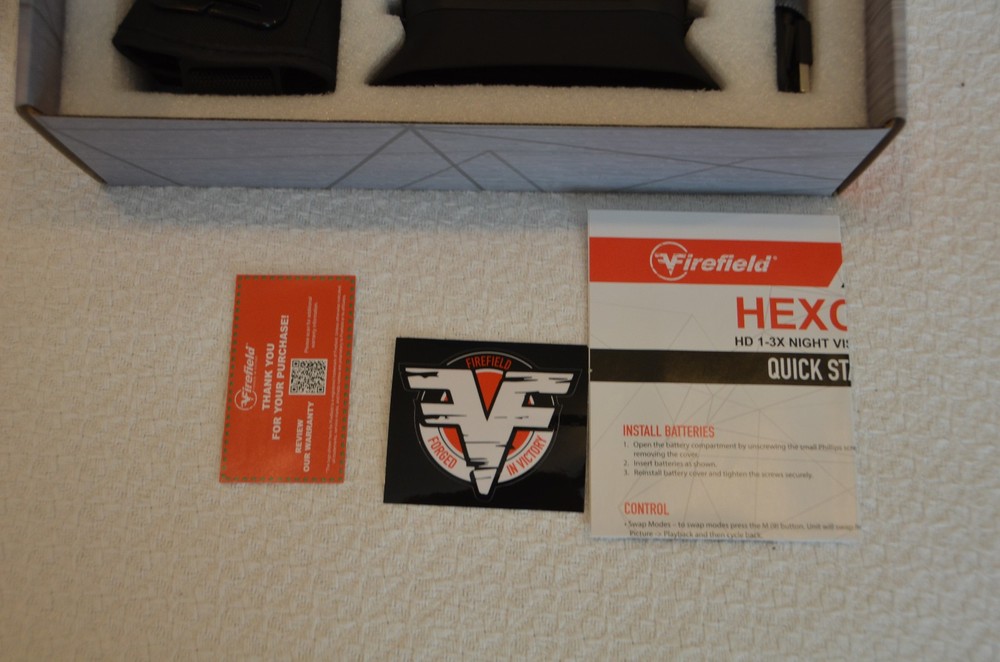 Firefield
THANK YOU
FOR YOUR PURCHASE!
REVIEW
OUR WARRANTY
FIREFIELD
FORGED
IN VICTORY
Firefield
HEXC
HD 1-3X NIGHT VIS
QUICK STA
INSTALL BATTERIES
1. Open the battery compartment by unscrewing the small Phillips
removing the cover.
2. Insert batteries as shown.
3. Reinstall battery cover and tighten the screws securely.
CONTROL
• Swap Modes – to swap modes press the M/IR button. Unit will swap
Picture -> Playback and then cycle back.